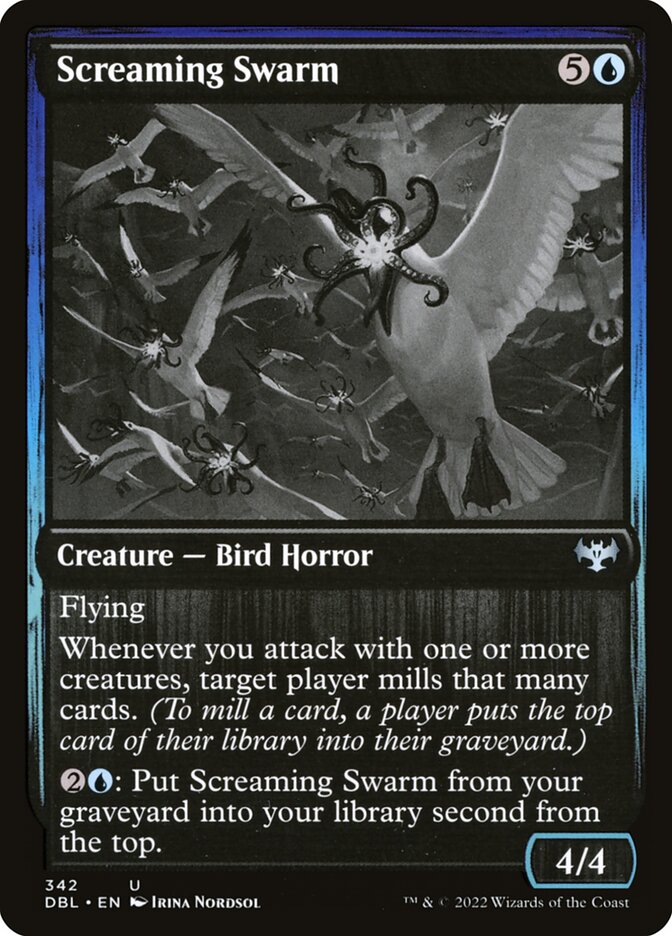 Screaming Swarm 5
Creature — Bird Horror
Flying
Whenever you attack with one or more
creatures, target player mills that many
cards. (To mill a card, a player puts the top
card of their library into their graveyard.)
2: Put Screaming Swarm from your
graveyard into your library second from
the top.
4/4
342 U
DBL • EN Irina Nordsol
™ & © 2022 Wizards of the Coast